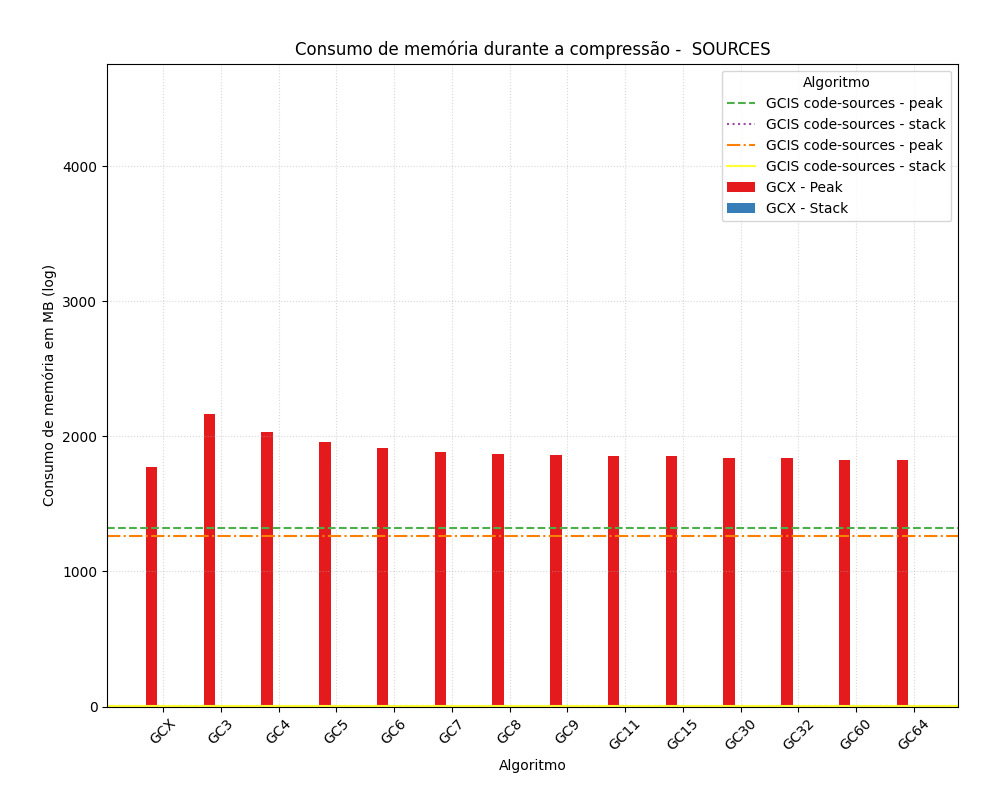 Consumo de memória durante a compressão -  SOURCES
Algoritmo
GCIS code-sources - peak
GCIS code-sources - stack
GCIS code-sources - peak
GCIS code-sources - stack
GCX - Peak
GCX - Stack
Consumo de memória em MB (log)
4000
3000
2000
1000
0
GCX GC3 GC4 GC5 GC6 GC7 GC8 GC9 GC11 GC15 GC30 GC32 GC60 GC64
Algoritmo